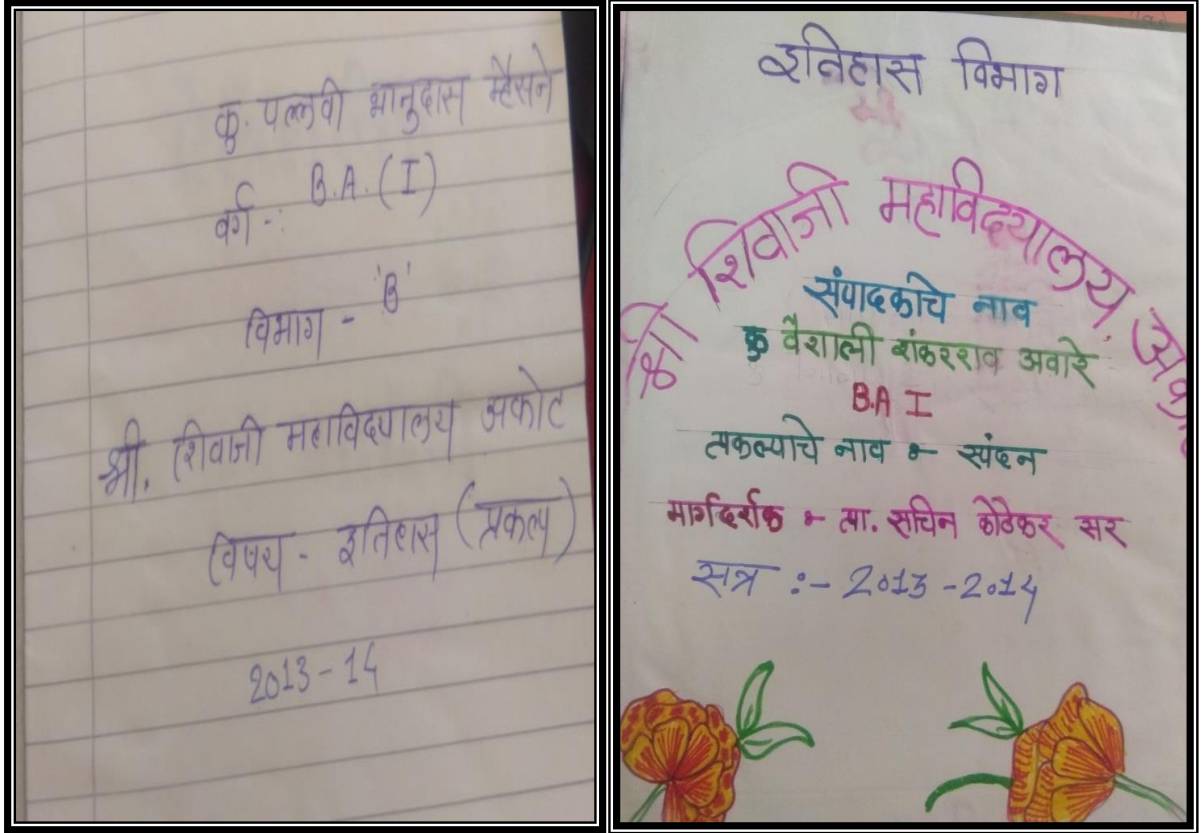 कु. पल्लवी भानुदास म्हैसने
वर्ग -: B.A. (I)
विभाग - 'B'
श्री. शिवाजी महाविद्यालय अकोट
विषय - इतिहास (प्रकल्प)
2013-14
इतिहास विभाग
श्री शिवाजी महाविद्यालय, अकोट
संपादकाचे नाव
कु वैशाली शंकरराव अवारे
B.A I
प्रकल्पाचे नाव :- स्पंदन
मार्गदर्शक :- प्रा. सचिन कोठेकर सर
सत्र :- 2013-2014